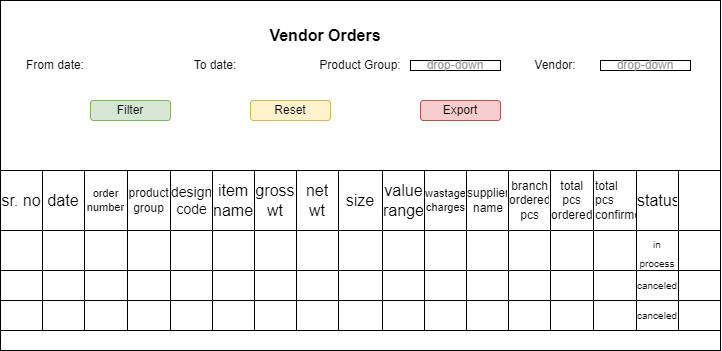 Vendor Orders
From date:
To date:
Product Group:
drop-down
Vendor:
drop-down
Filter
Reset
Export
sr. no
date
order
number
product
group
design
code
item
name
gross
wt
net
wt
size
value
range
wastage
charges
supplier
name
branch
ordered
pcs
total
pcs
ordered
total
pcs
confirm
status
in
process
canceled
canceled